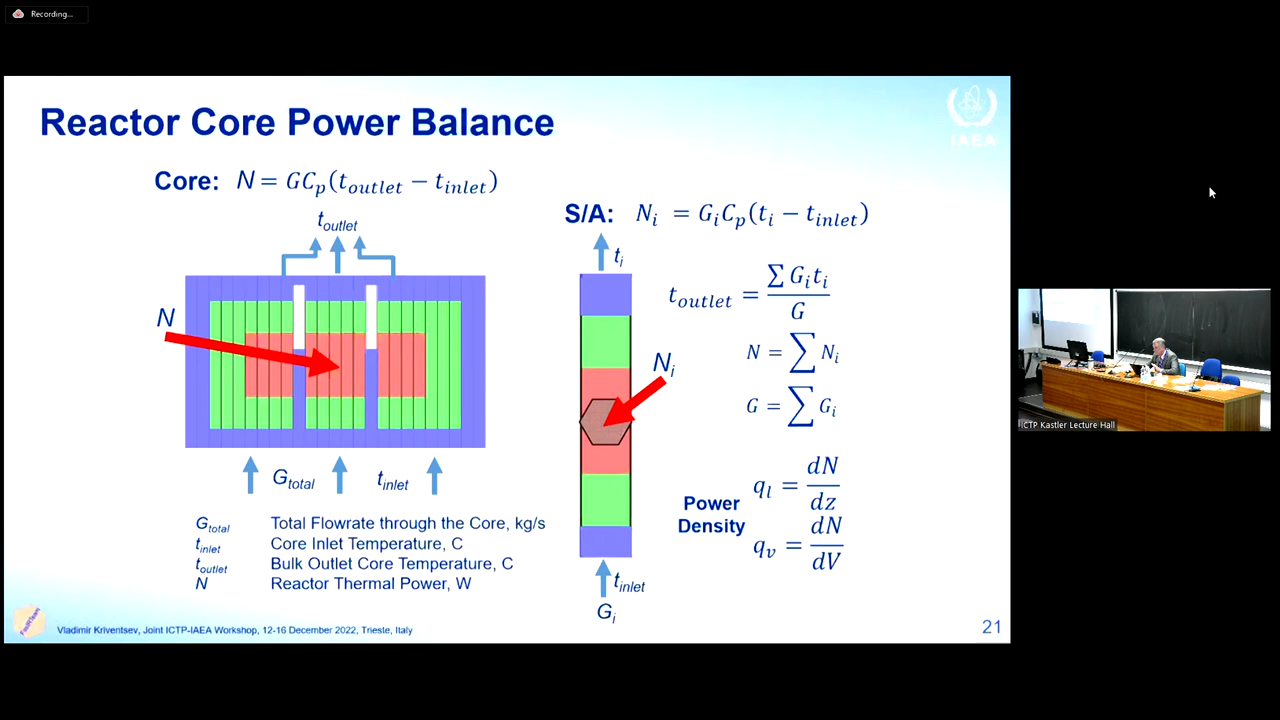 Recording...
Reactor Core Power Balance
IAEA
Core: N = GC_p(t_outlet − t_inlet)
t_outlet
N
G_total t_inlet
G_total Total Flowrate through the Core, kg/s
t_inlet Core Inlet Temperature, C
t_outlet Bulk Outlet Core Temperature, C
N Reactor Thermal Power, W
S/A: N_i = G_iC_p(t_i − t_inlet)
t_i
N_i
t_inlet
G_i
t_outlet = ∑ G_i t_i / G
N = ∑ N_i
G = ∑ G_i
Power Density
q_l = dN/dz
q_v = dN/dV
Vladimir Kriventsev, Joint ICTP-IAEA Workshop, 12-16 December 2022, Trieste, Italy
21
ICTP Kastler Lecture Hall